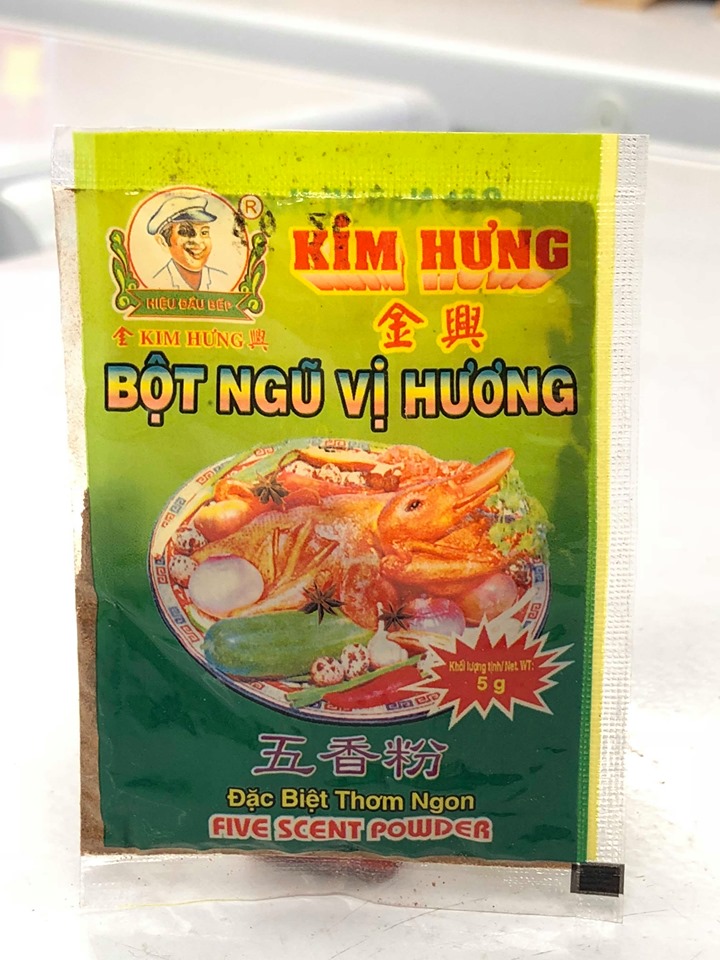 ®
HIỆU ĐẦU BẾP
金 KIM HƯNG 興
KIM HƯNG
金興
BỘT NGŨ VỊ HƯƠNG
Khối lượng tịnh/ Net. WT:
5 g
五香粉
Đặc Biệt Thơm Ngon
FIVE SCENT POWDER